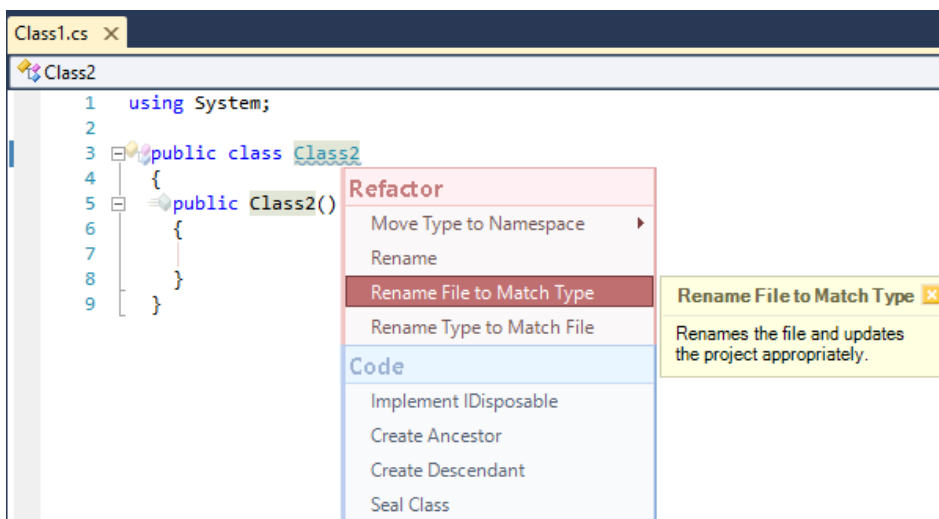 Class1.cs
Class2
1 using System;
2
3 public class Class2
4 {
5 public Class2()
6 {
7
8 }
9 }
Refactor
Move Type to Namespace
Rename
Rename File to Match Type
Rename Type to Match File
Code
Implement IDisposable
Create Ancestor
Create Descendant
Seal Class
Rename File to Match Type
Renames the file and updates
the project appropriately.